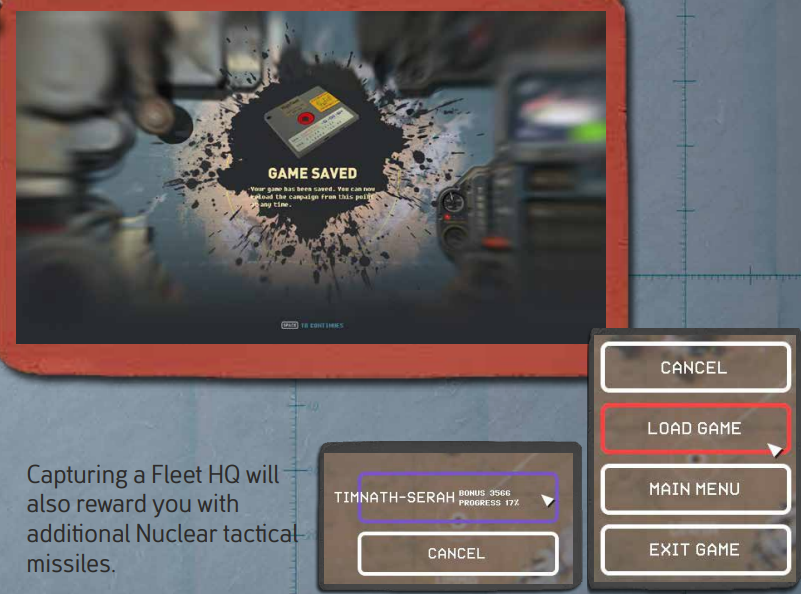 GAME SAVED
Your game has been saved. You can now
reload the campaign from this point
any time.
SPACE TO CONTINUE
CANCEL
LOAD GAME
MAIN MENU
EXIT GAME
Capturing a Fleet HQ will
also reward you with
additional Nuclear tactical
missiles.
TIMNATH-SERAH BONUS 3566
PROGRESS 17%
CANCEL